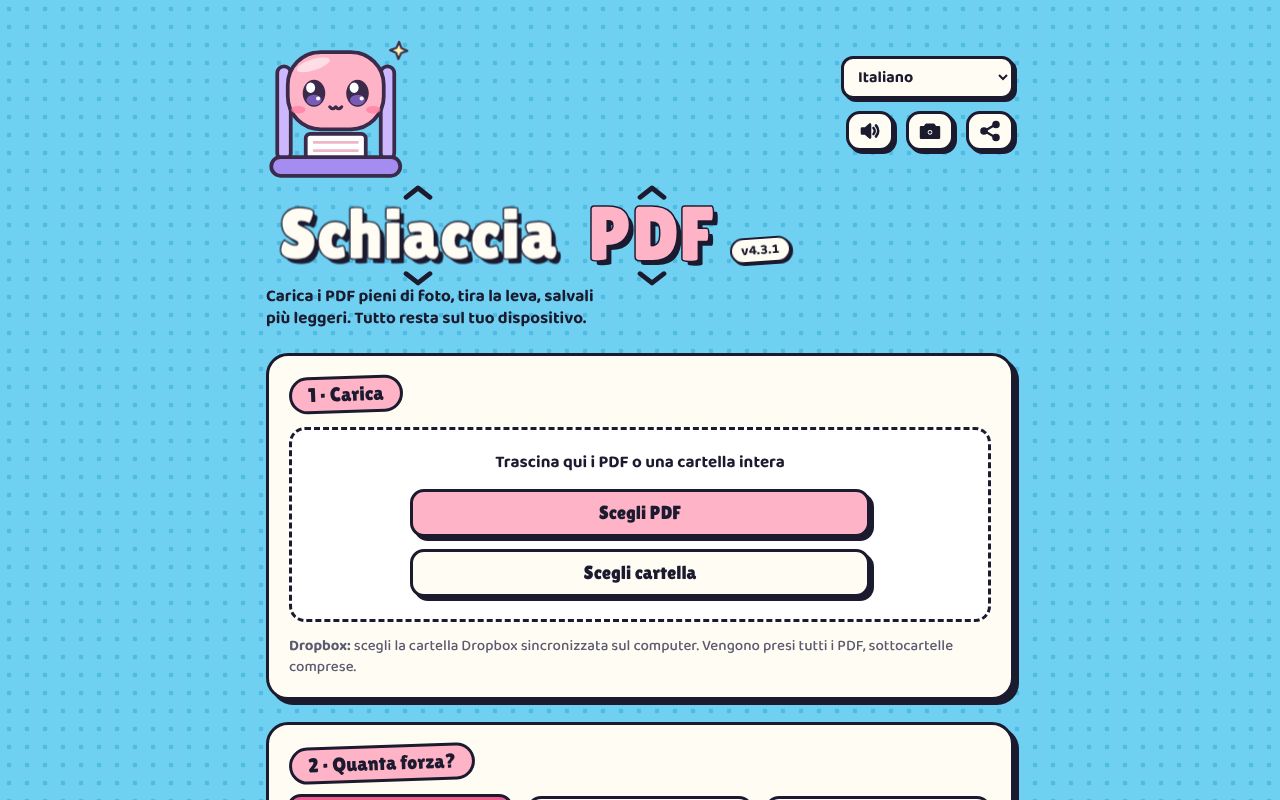 Italiano
Schiaccia PDF v4.3.1
Carica i PDF pieni di foto, tira la leva, salvali
più leggeri. Tutto resta sul tuo dispositivo.
1 · Carica
Trascina qui i PDF o una cartella intera
Scegli PDF
Scegli cartella
Dropbox: scegli la cartella Dropbox sincronizzata sul computer. Vengono presi tutti i PDF, sottocartelle
comprese.
2 · Quanta forza?